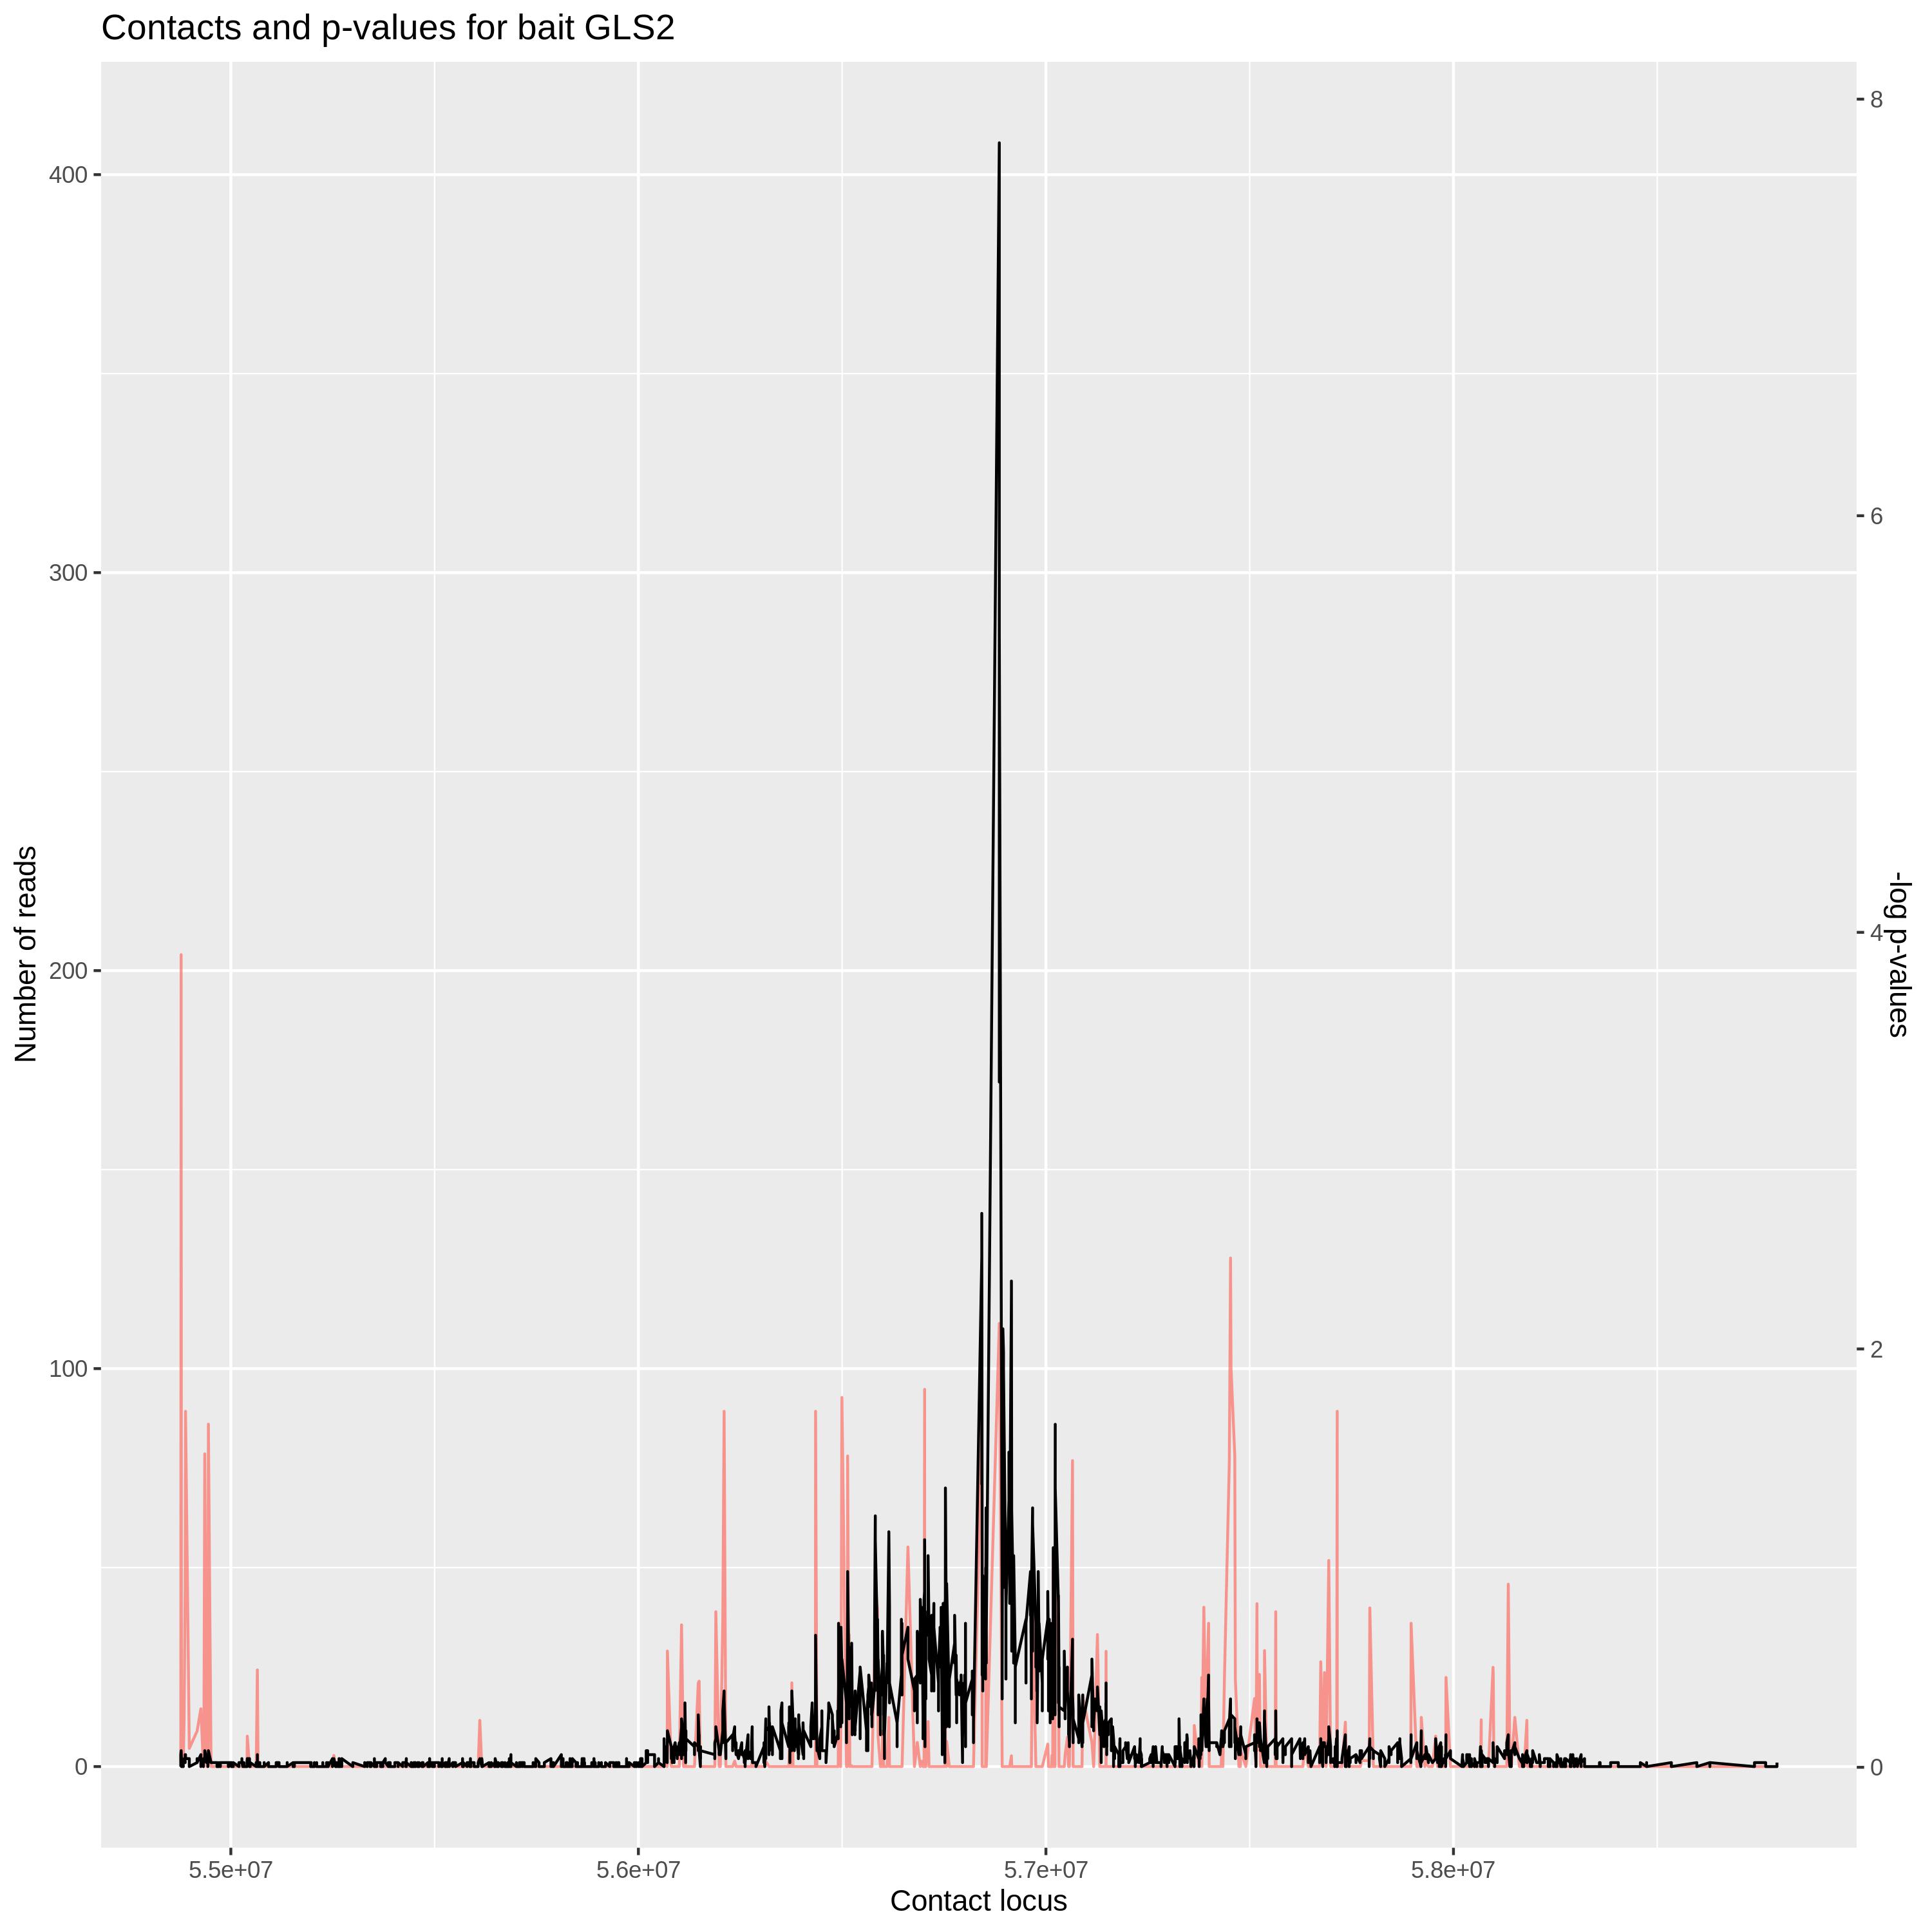 Contacts and p-values for bait GLS2
Number of reads
400
300
200
100
0
8
6
4
2
0
-log p-values
5.5e+07
5.6e+07
5.7e+07
5.8e+07
Contact locus